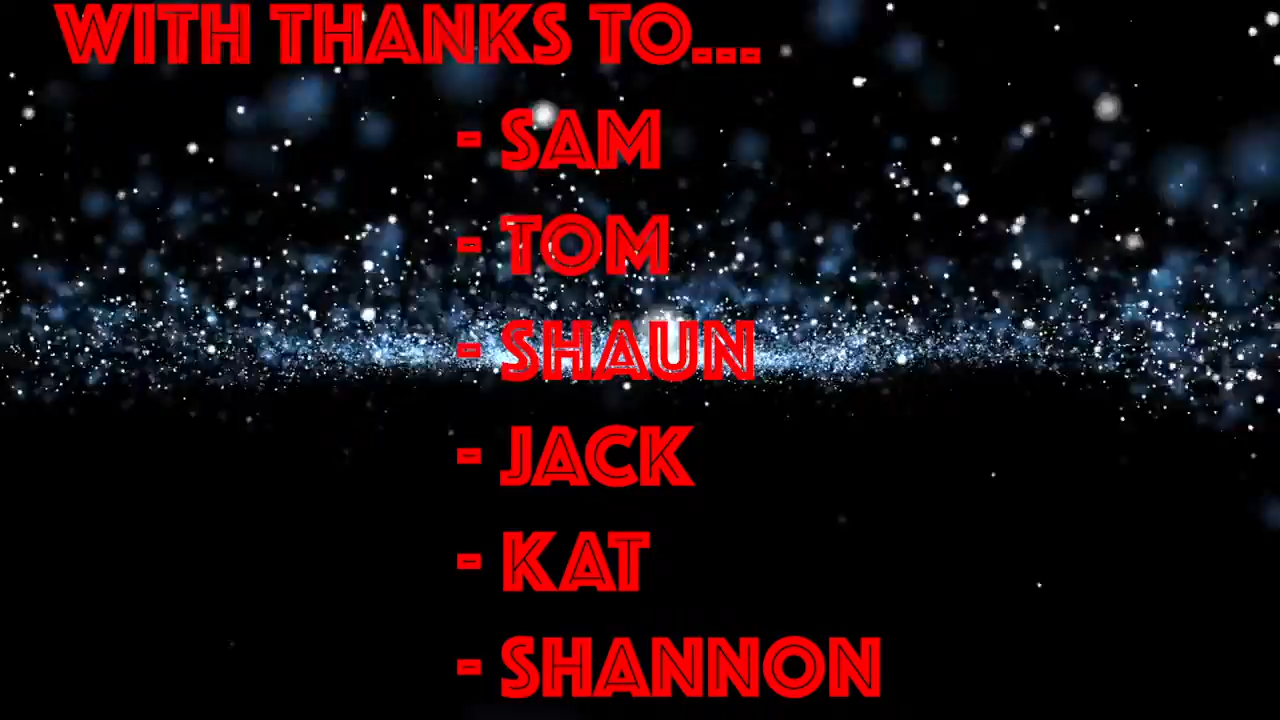 WITH THANKS TO...
- SAM
- TOM
- SHAUN
- JACK
- KAT
- SHANNON